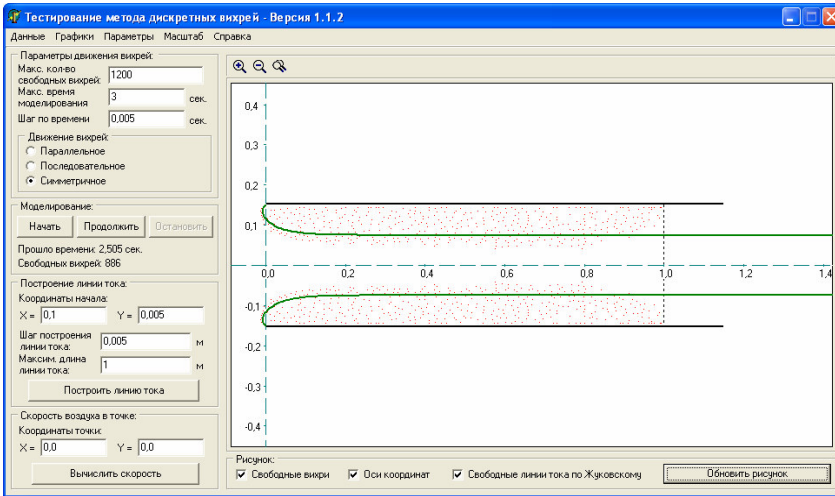 Тестирование метода дискретных вихрей - Версия 1.1.2
Данные Графики Параметры Масштаб Справка
Параметры движения вихрей:
Макс. кол-во
свободных вихрей: 1200
Макс. время
моделирования 3 сек.
Шаг по времени 0,005 сек.
Движение вихрей:
Параллельное
Последовательное
Симметричное
Моделирование:
Начать Продолжить Остановить
Прошло времени: 2,505 сек.
Свободных вихрей: 886
Построение линии тока:
Координаты начала:
X = 0,1 Y = 0,005
Шаг построения
линии тока: 0,005 м
Максим. длина
линии тока: 1 м
Построить линию тока
Скорость воздуха в точке:
Координаты точки:
X = 0,0 Y = 0,0
Вычислить скорость
0,4
0,3
0,2
0,1
0,0 0,2 0,4 0,6 0,8 1,0 1,2 1,4
-0,1
-0,2
-0,3
-0,4
Рисунок:
Свободные вихри Оси координат Свободные линии тока по Жуковскому Обновить рисунок